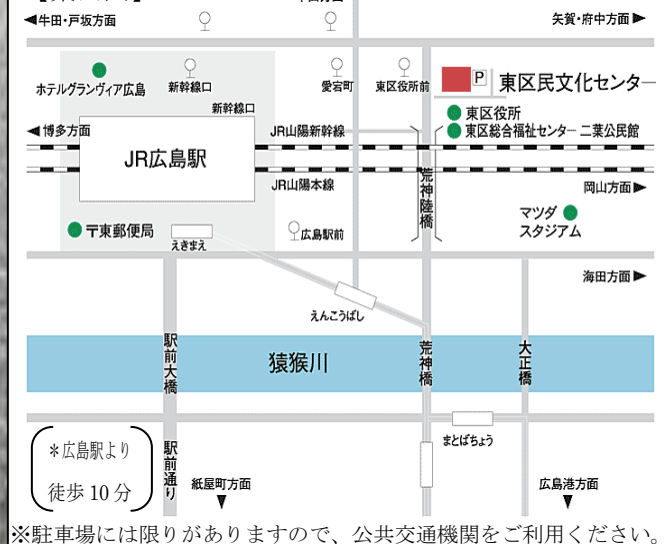 ◀牛田・戸坂方面
矢賀・府中方面▶
ホテルグランヴィア広島
新幹線口
愛宕町
東区役所前
P
東区民文化センター
新幹線口
東区役所
東区総合福祉センター 二葉公民館
◀博多方面
JR広島駅
JR山陽新幹線
JR山陽本線
荒神陸橋
岡山方面▶
マツダ
スタジアム
〒東郵便局
えきまえ
広島駅前
海田方面▶
えんこうばし
駅前大橋
猿猴川
荒神橋
大正橋
まとばちょう
*広島駅より
徒歩10分
駅前通り
紙屋町方面
▼
広島港方面
▼
※駐車場には限りがありますので、公共交通機関をご利用ください。